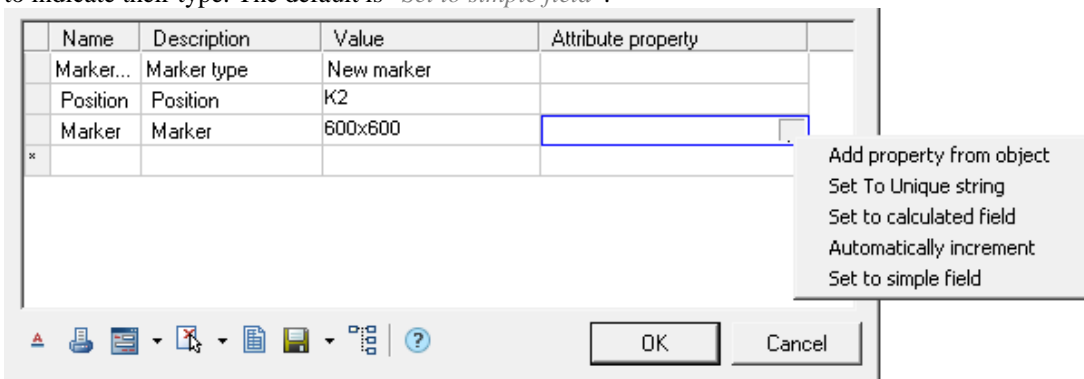 to indicate their type. The default is "Set to simple field".
Name Description Value Attribute property
Marker... Marker type New marker
Position Position K2
Marker Marker 600x600
Add property from object
Set To Unique string
Set to calculated field
Automatically increment
Set to simple field
OK Cancel